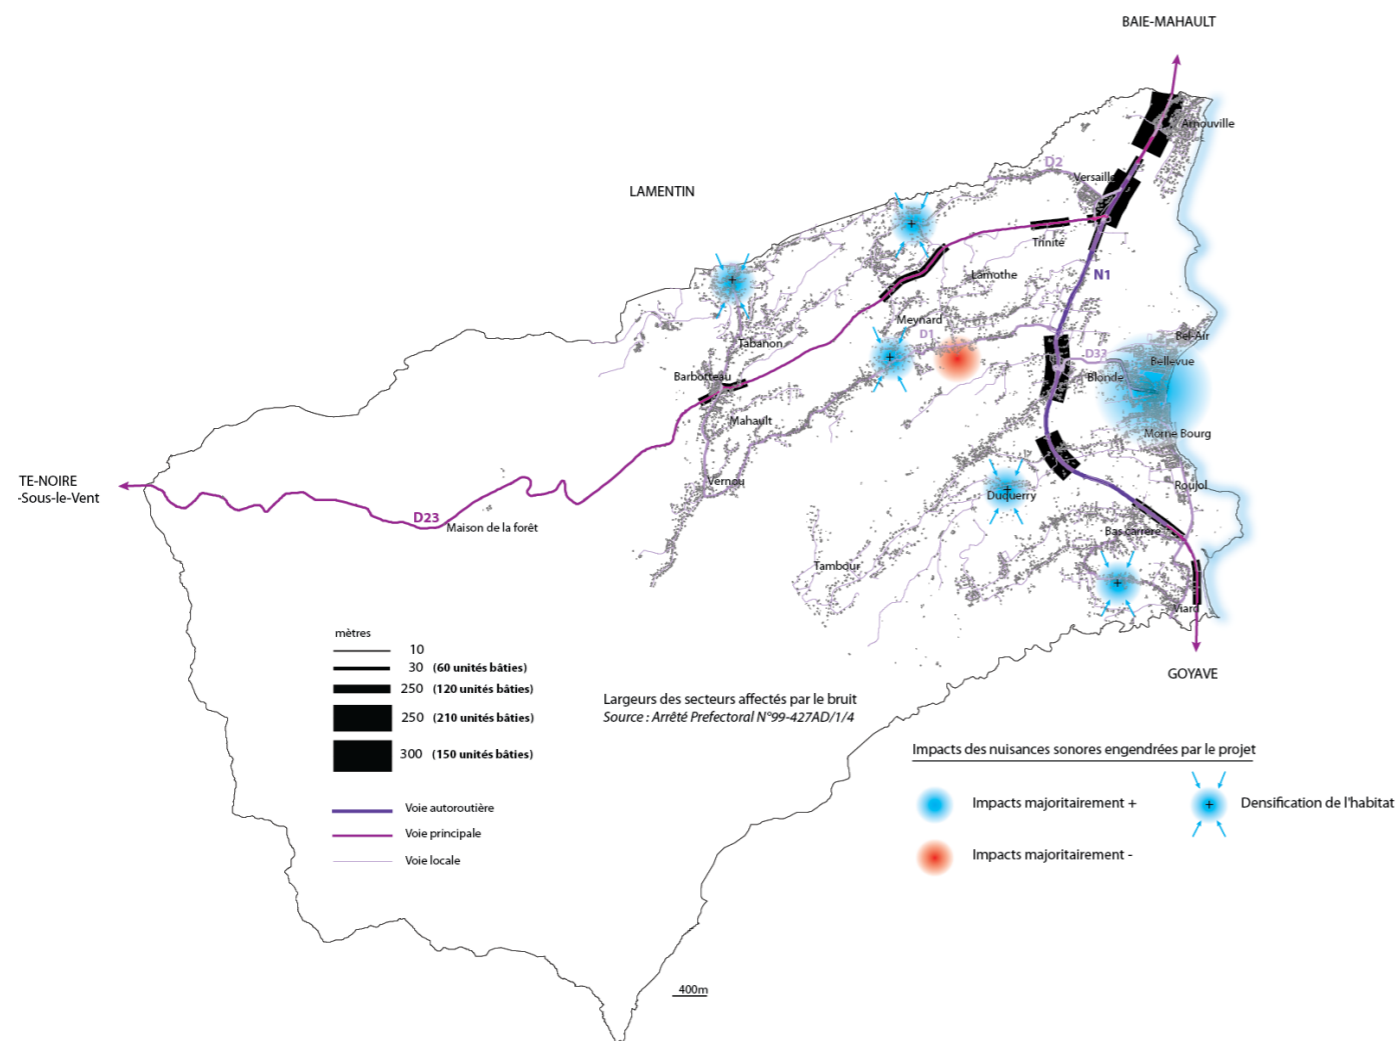 BAIE-MAHAULT
Arnouville
D2
Versaille
LAMENTIN
Trinité
Lamothe
N1
Meynard
D1
Bel-Air
Tabanon
D33
Bellevue
Barbotteau
Blonde
Mahault
Morne Bourg
TE-NOIRE
-Sous-le-Vent
Vernou
Roujol
Duquerry
D23
Maison de la forêt
Bas carrère
Tambour
Viard
GOYAVE
mètres
10
30 (60 unités bâties)
250 (120 unités bâties)
250 (210 unités bâties)
300 (150 unités bâties)
Largeurs des secteurs affectés par le bruit
Source : Arrêté Prefectoral N°99-427AD/1/4
Voie autoroutière
Voie principale
Voie locale
Impacts des nuisances sonores engendrées par le projet
Impacts majoritairement +
Densification de l'habitat
Impacts majoritairement -
400m